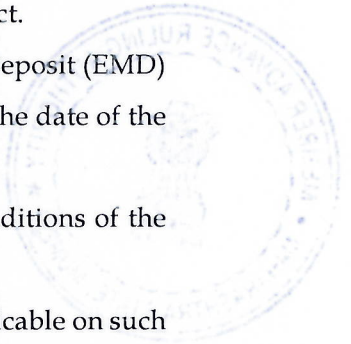 ct.
eposit (EMD)
he date of the
ditions of the
cable on such